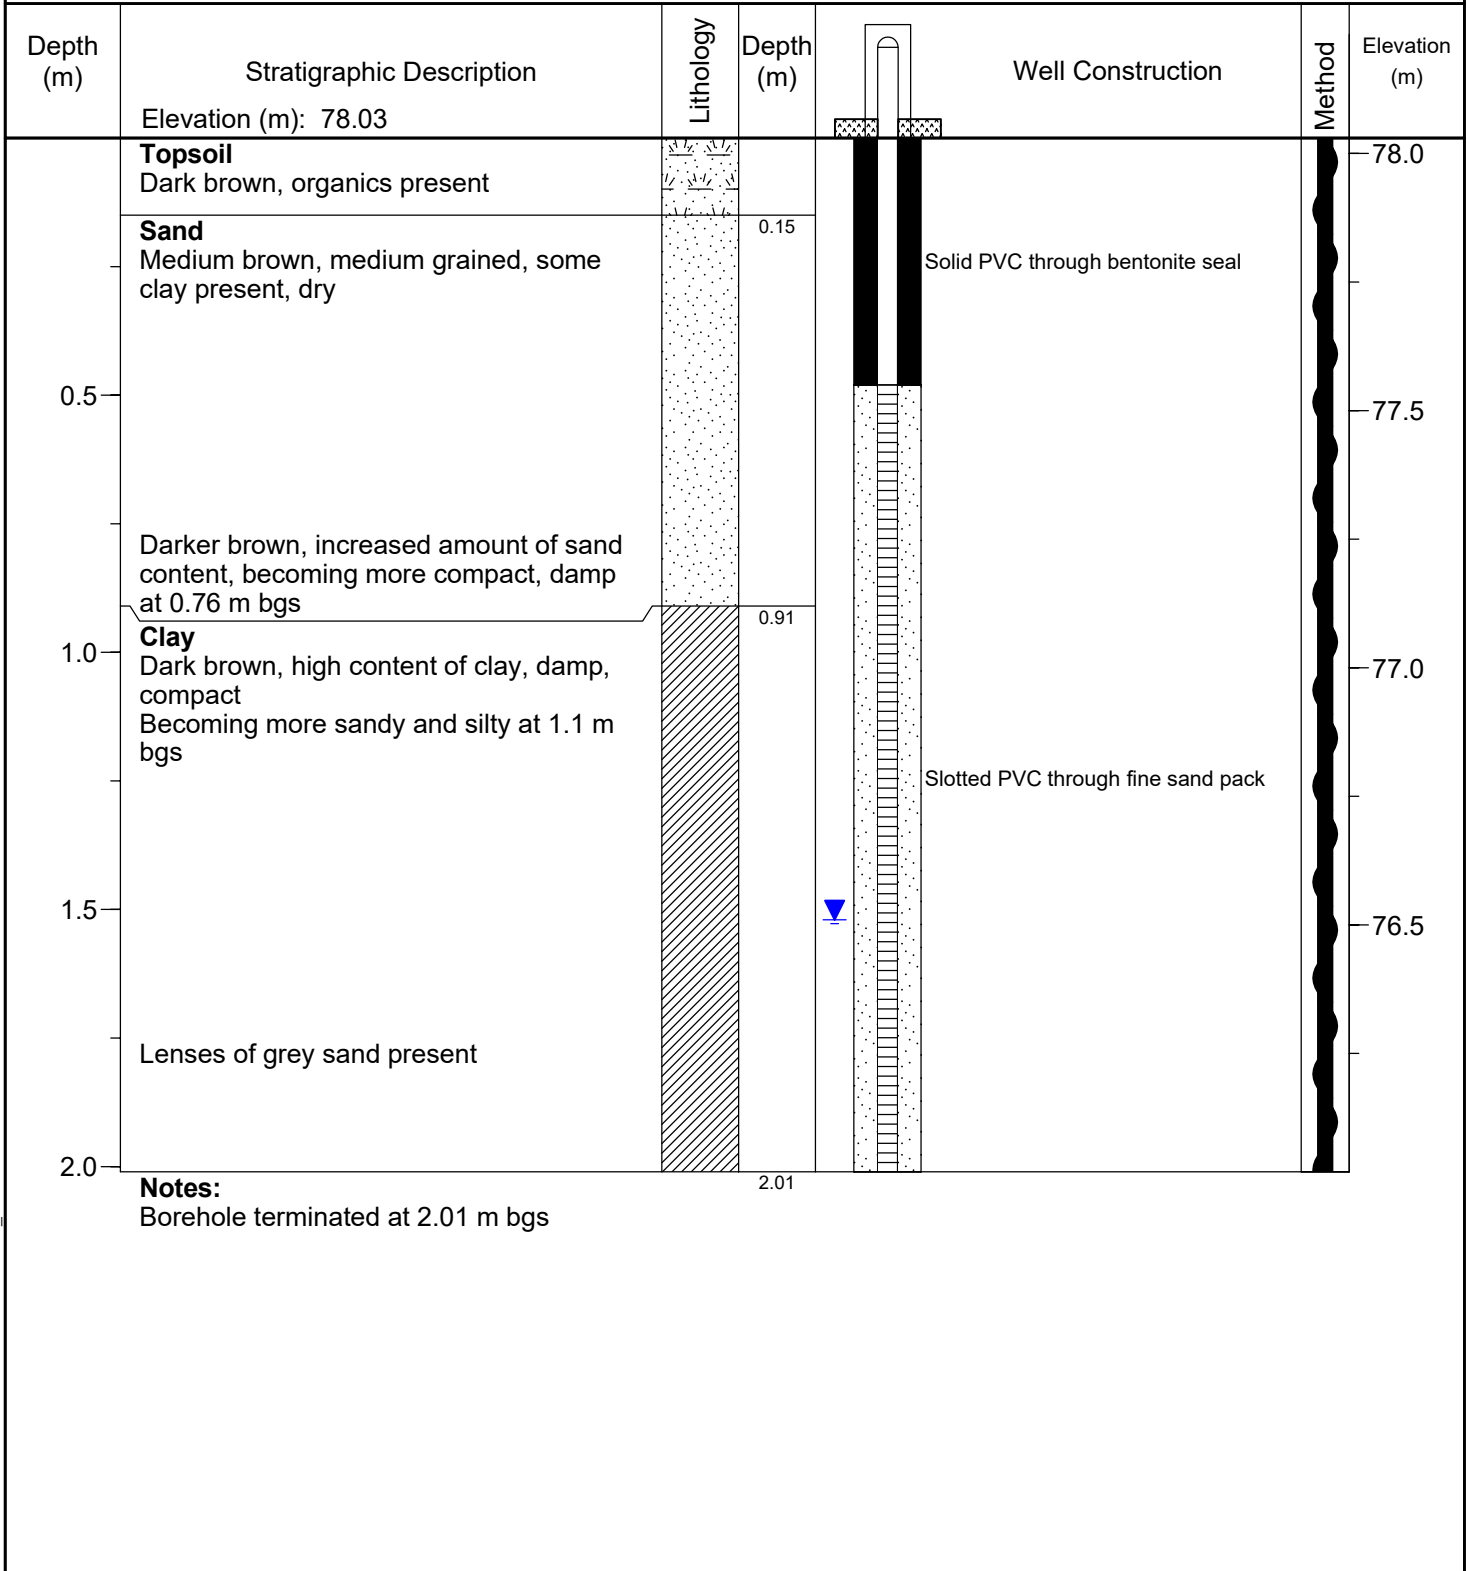 Depth
(m)
Stratigraphic Description
Elevation (m): 78.03
Lithology
Depth
(m)
Well Construction
Method
Elevation
(m)
Topsoil
Dark brown, organics present
78.0
0.15
Sand
Medium brown, medium grained, some
clay present, dry
Solid PVC through bentonite seal
0.5
77.5
Darker brown, increased amount of sand
content, becoming more compact, damp
at 0.76 m bgs
0.91
Clay
1.0
Dark brown, high content of clay, damp,
compact
77.0
Becoming more sandy and silty at 1.1 m
bgs
Slotted PVC through fine sand pack
1.5
76.5
Lenses of grey sand present
2.0
2.01
Notes:
Borehole terminated at 2.01 m bgs